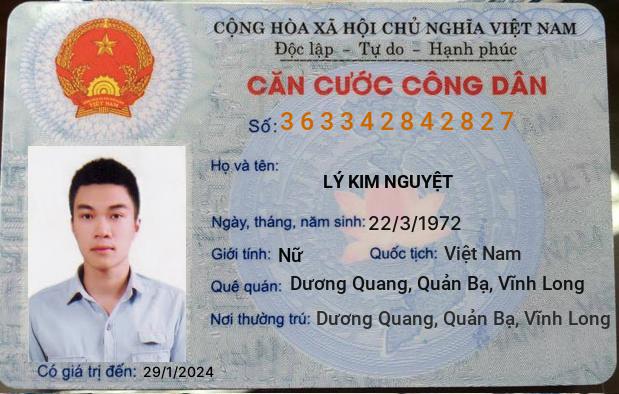 CỘNG HÒA XÃ HỘI CHỦ NGHĨA VIỆT NAM
Độc lập - Tự do - Hạnh phúc
CĂN CƯỚC CÔNG DÂN
Số: 363342842827
Họ và tên:
LÝ KIM NGUYỆT
Ngày, tháng, năm sinh: 22/3/1972
Giới tính: Nữ Quốc tịch: Việt Nam
Quê quán: Dương Quang, Quản Bạ, Vĩnh Long
Nơi thường trú: Dương Quang, Quản Bạ, Vĩnh Long
Có giá trị đến: 29/1/2024